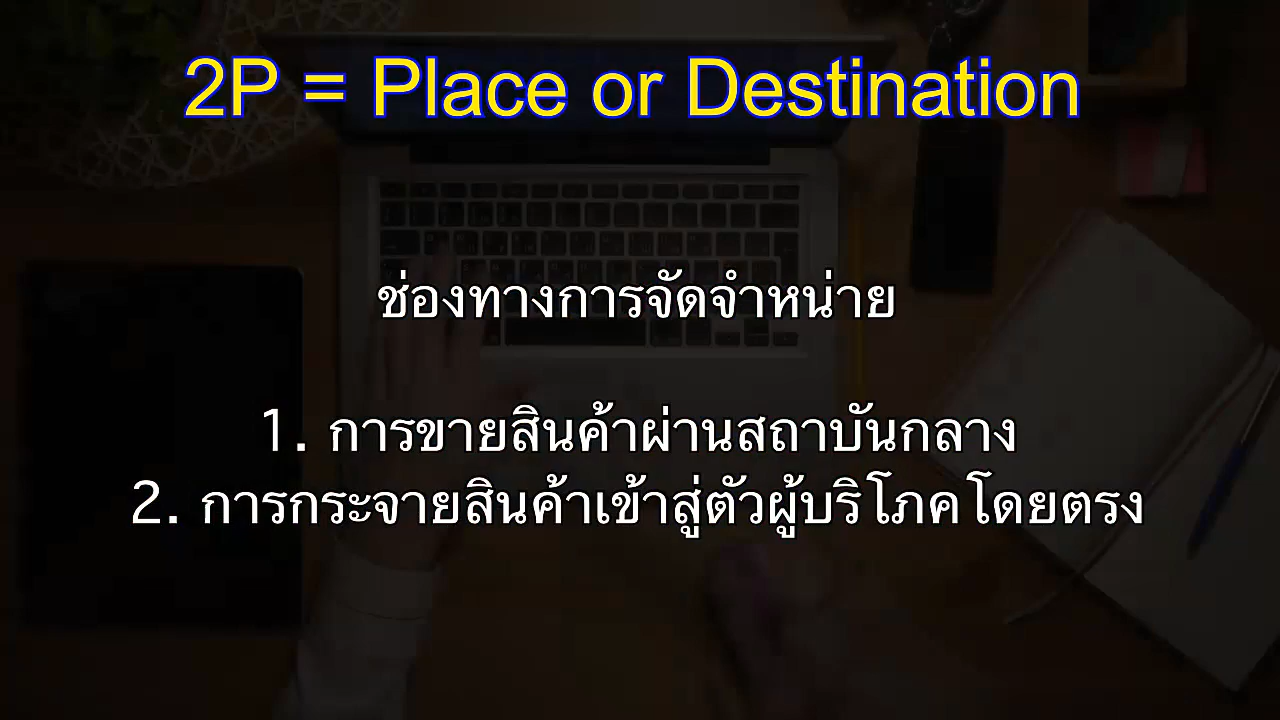 2P = Place or Destination
ช่องทางการจัดจำหน่าย
1. การขายสินค้าผ่านสถาบันกลาง
2. การกระจายสินค้าเข้าสู่ตัวผู้บริโภคโดยตรง